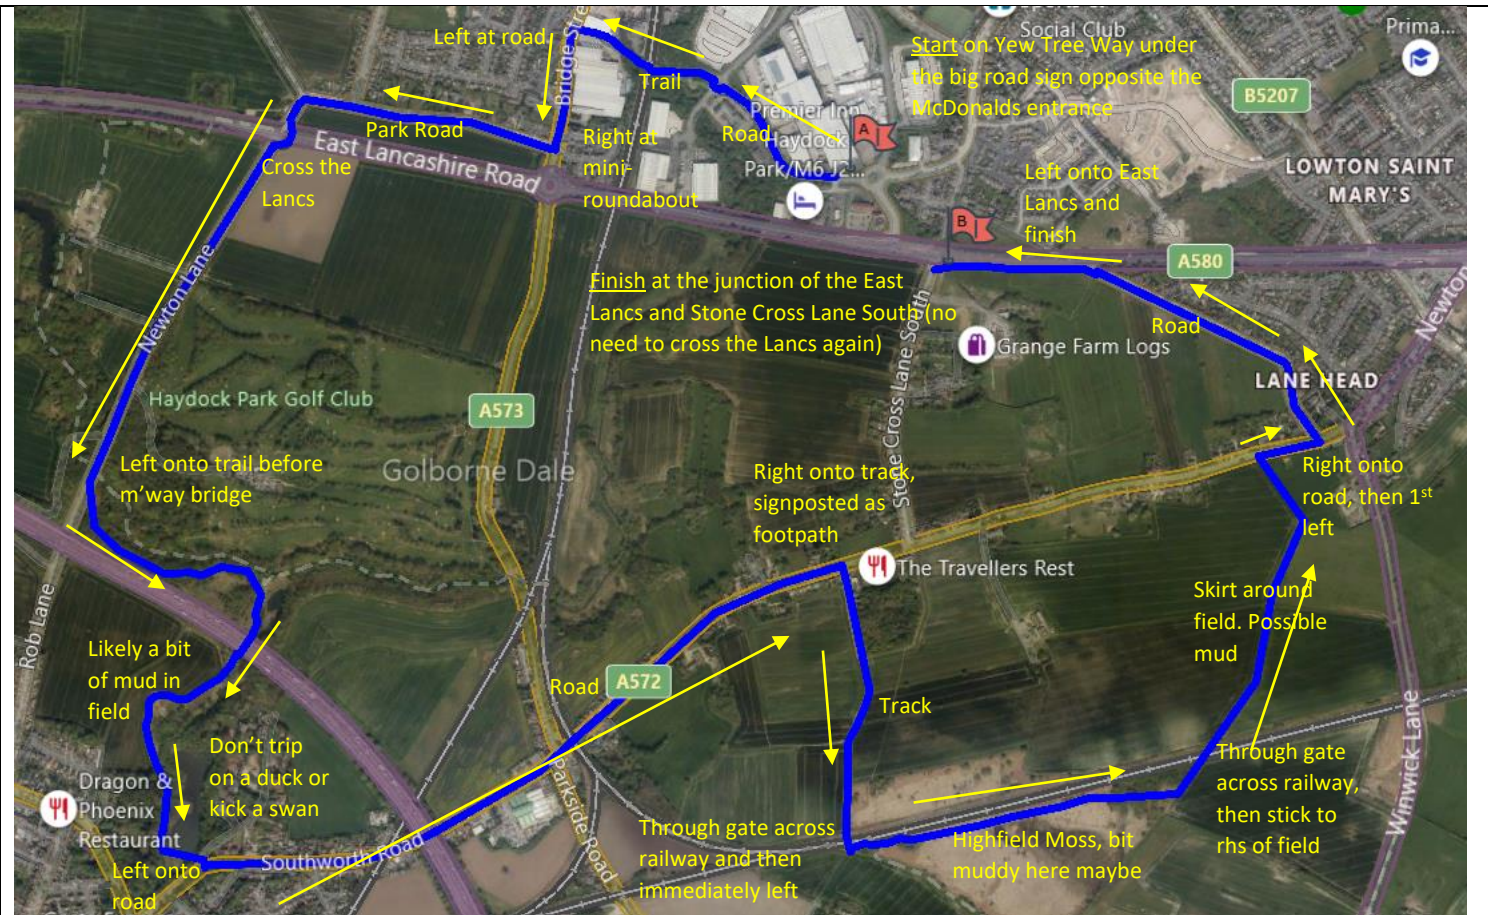 Social Club
Prima...
Left at road
Bridge Stre
Start on Yew Tree Way under
the big road sign opposite the
McDonalds entrance
B5207
Trail
Premier Inn
Haydock
Park/M6 J2...
A
Road
Park Road
East Lancashire Road
Right at
mini-
roundabout
Cross the
Lancs
LOWTON SAINT
MARY'S
Left onto East
Lancs and
finish
B
A580
Newton Lane
Finish at the junction of the East
Lancs and Stone Cross Lane South (no
need to cross the Lancs again)
Road
Newton
Grange Farm Logs
Stone Cross Lane South
LANE HEAD
Haydock Park Golf Club
A573
Golborne Dale
Left onto trail before
m'way bridge
Right onto track,
signposted as
footpath
Right onto
road, then 1st
left
The Travellers Rest
Rob Lane
Skirt around
field. Possible
mud
Likely a bit
of mud in
field
Road
A572
Track
Don't trip
on a duck or
kick a swan
Dragon &
Phoenix
Restaurant
Parkside Road
Winwick Lane
Through gate
across railway,
then stick to
rhs of field
Through gate across
railway and then
immediately left
Highfield Moss, bit
muddy here maybe
Southworth Road
Left onto
road